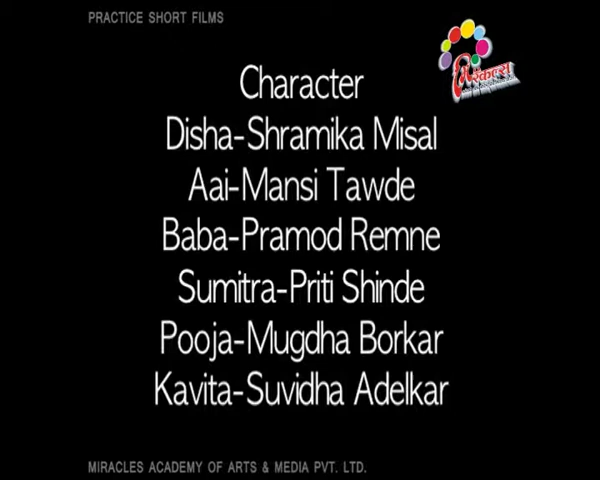 PRACTICE SHORT FILMS
मिरॅकल्स
Character
Disha-Shramika Misal
Aai-Mansi Tawde
Baba-Pramod Remne
Sumitra-Priti Shinde
Pooja-Mugdha Borkar
Kavita-Suvidha Adelkar
MIRACLES ACADEMY OF ARTS & MEDIA PVT. LTD.